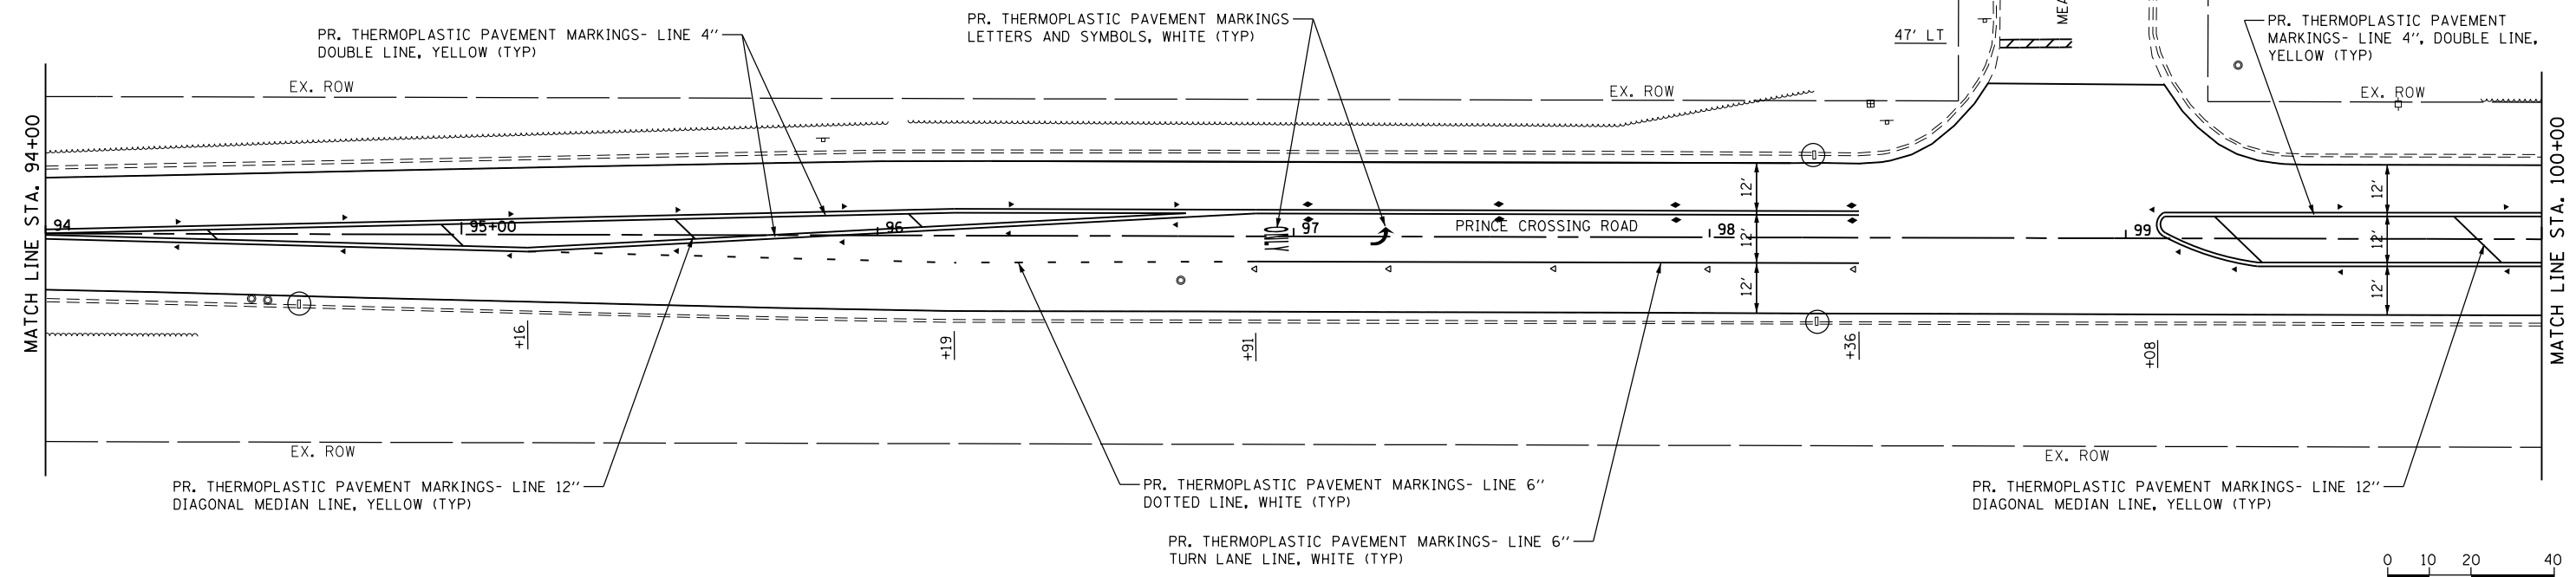 PR. THERMOPLASTIC PAVEMENT MARKINGS- LINE 4"
DOUBLE LINE, YELLOW (TYP)
PR. THERMOPLASTIC PAVEMENT MARKINGS
LETTERS AND SYMBOLS, WHITE (TYP)
47' LT
MEA
PR. THERMOPLASTIC PAVEMENT
MARKINGS- LINE 4", DOUBLE LINE,
YELLOW (TYP)
EX. ROW
EX. ROW
EX. ROW
MATCH LINE STA. 94+00
MATCH LINE STA. 100+00
94
95+00
96
97
PRINCE CROSSING ROAD
98
99
12'
12'
12'
12'
12'
12'
+16
+19
+91
+36
+08
EX. ROW
EX. ROW
PR. THERMOPLASTIC PAVEMENT MARKINGS- LINE 12"
DIAGONAL MEDIAN LINE, YELLOW (TYP)
PR. THERMOPLASTIC PAVEMENT MARKINGS- LINE 6"
DOTTED LINE, WHITE (TYP)
PR. THERMOPLASTIC PAVEMENT MARKINGS- LINE 12"
DIAGONAL MEDIAN LINE, YELLOW (TYP)
PR. THERMOPLASTIC PAVEMENT MARKINGS- LINE 6"
TURN LANE LINE, WHITE (TYP)
0 10 20 40